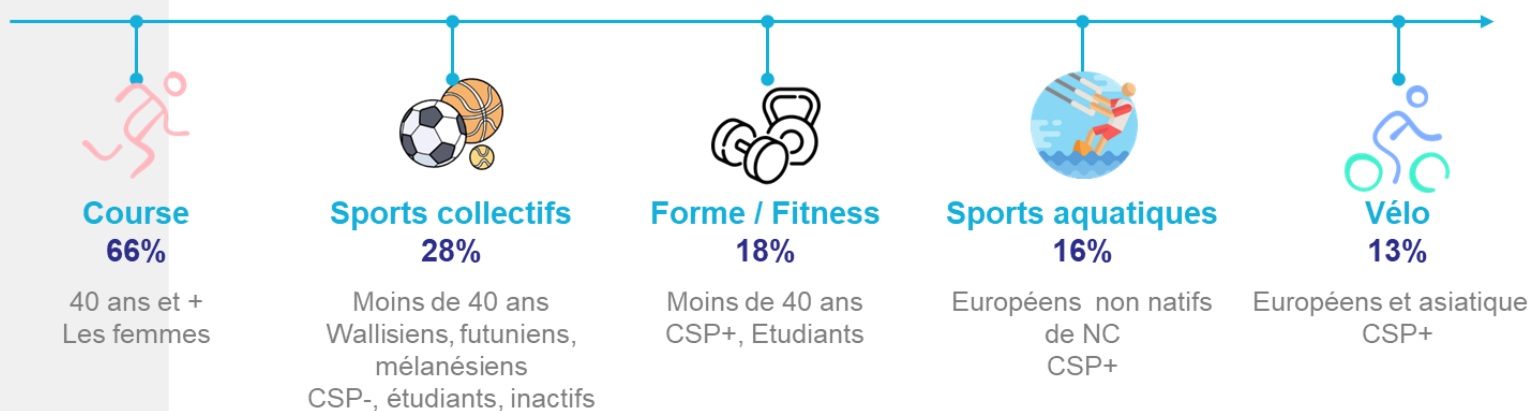 Course
66%
40 ans et +
Les femmes
Sports collectifs
28%
Moins de 40 ans
Wallisiens, futuniens,
mélanésiens
CSP-, étudiants, inactifs
Forme / Fitness
18%
Moins de 40 ans
CSP+, Etudiants
Sports aquatiques
16%
Européens non natifs
de NC
CSP+
Vélo
13%
Européens et asiatique
CSP+